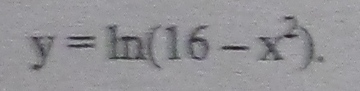 y = ln(16 − x²).